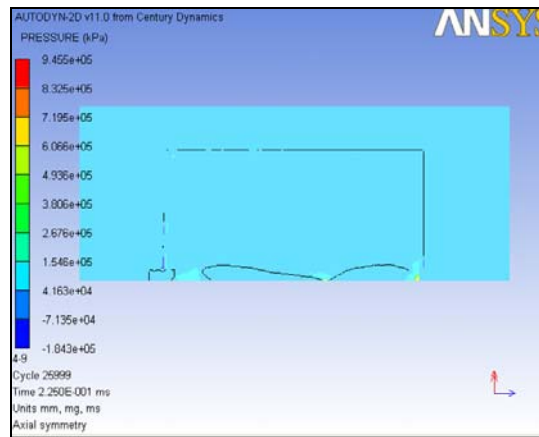 AUTODYN-2D v11.0 from Century Dynamics
ANSYS
PRESSURE (kPa)
9.455e+05
8.325e+05
7.195e+05
6.066e+05
4.936e+05
3.806e+05
2.676e+05
1.546e+05
4.163e+04
-7.135e+04
-1.843e+05
4-9
Cycle 25999
Time 2.250E-001 ms
Units mm, mg, ms
Axial symmetry